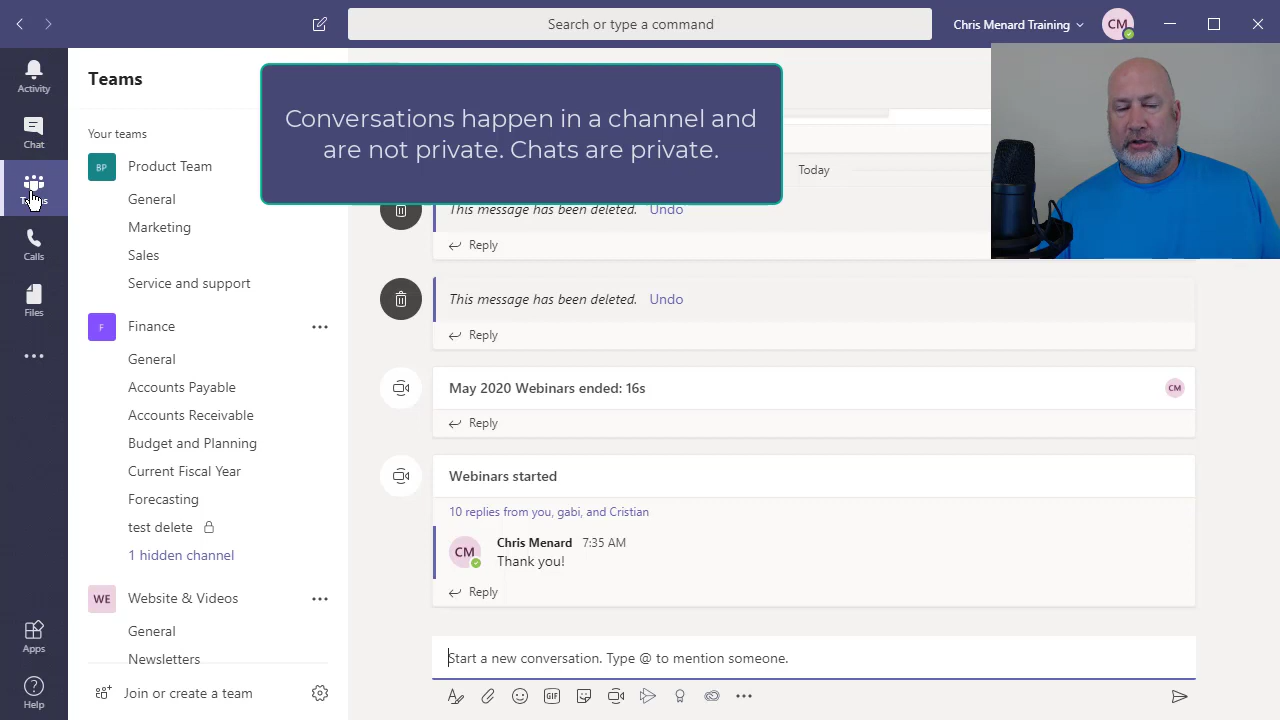 Search or type a command
Chris Menard Training
CM
Activity
Chat
Teams
Calls
Files
Apps
Help
Teams
Your teams
BP
Product Team
General
Marketing
Sales
Service and support
F
Finance
General
Accounts Payable
Accounts Receivable
Budget and Planning
Current Fiscal Year
Forecasting
test delete
1 hidden channel
WE
Website & Videos
General
Newsletters
Join or create a team
Conversations happen in a channel and
are not private. Chats are private.
Today
This message has been deleted. Undo
Reply
This message has been deleted. Undo
Reply
May 2020 Webinars ended: 16s
CM
Reply
Webinars started
10 replies from you, gabi, and Cristian
CM
Chris Menard 7:35 AM
Thank you!
Reply
Start a new conversation. Type @ to mention someone.
GIF